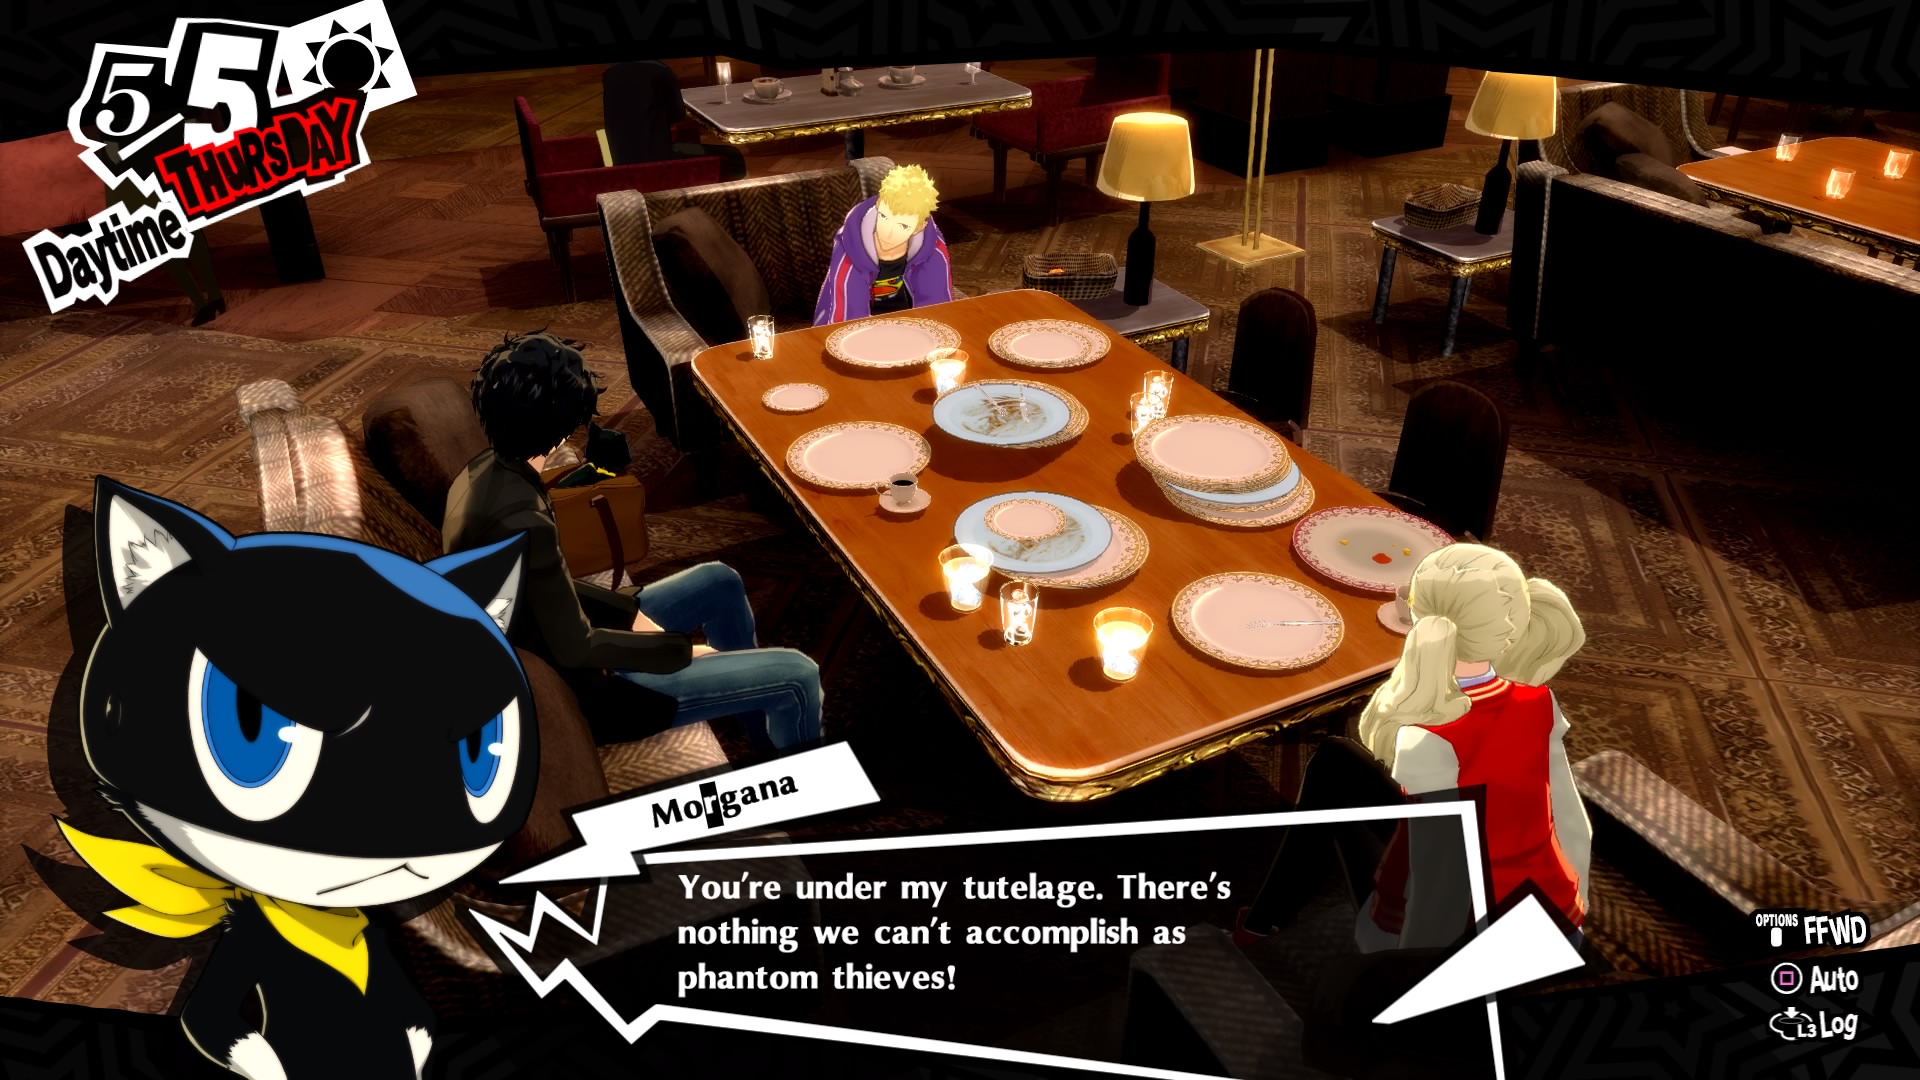 5/5
THURSDAY
Daytime
Morgana
You're under my tutelage. There's
nothing we can't accomplish as
phantom thieves!
OPTIONS FFWD
Auto
L3 Log